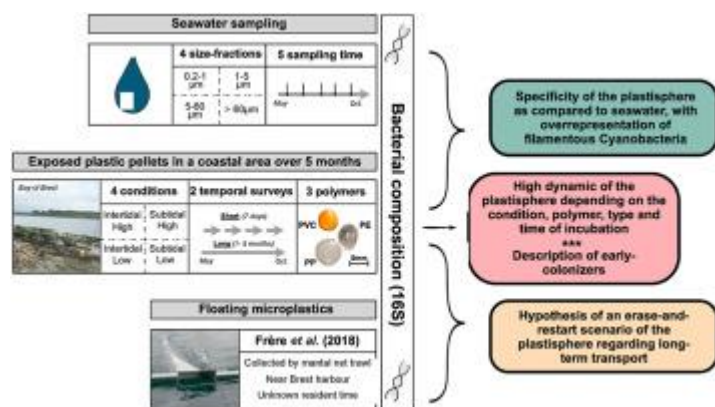 Seawater sampling
4 size-fractions
5 sampling time
0.2-1 µm
1-5 µm
5-60 µm
> 60µm
May
Oct.
Exposed plastic pellets in a coastal area over 5 months
Bay of Brest
4 conditions
2 temporal surveys
3 polymers
Intertidal High
Subtidal High
Intertidal Low
Subtidal Low
Short (7 days)
Long (1-5 months)
May
Oct.
PVC
PE
PP
5mm
Floating microplastics
Frère et al. (2018)
Collected by mantal net trawl
Near Brest harbour
Unknown resident time
Bacterial composition (16S)
Specificity of the plastisphere
as compared to seawater, with
overrepresentation of
filamentous Cyanobacteria
High dynamic of the
plastisphere depending on the
condition, polymer, type and
time of incubation
***
Description of early-
colonizers
Hypothesis of an erase-and-
restart scenario of the
plastisphere regarding long-
term transport